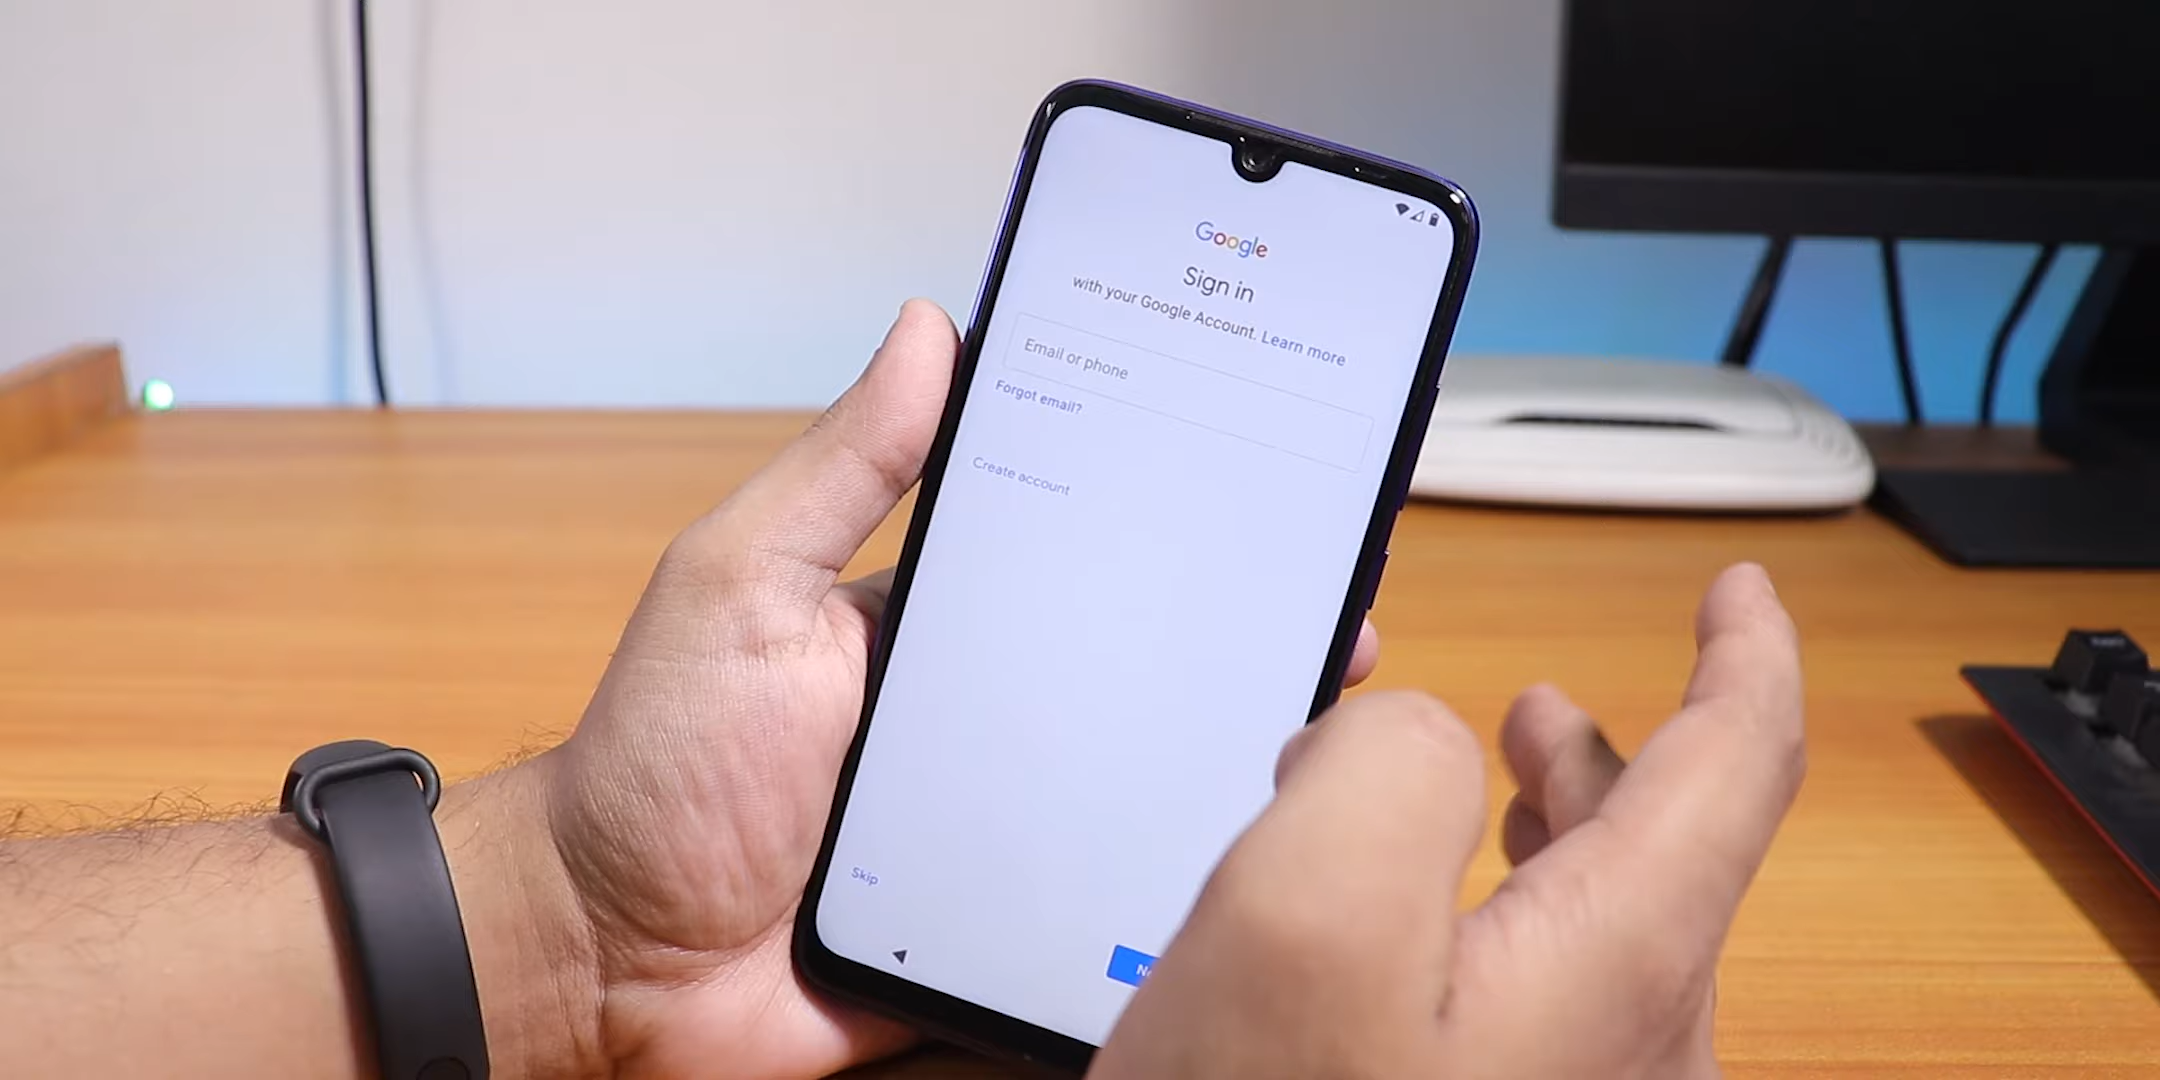 Google
Sign in
with your Google Account. Learn more
Email or phone
Forgot email?
Create account
Skip